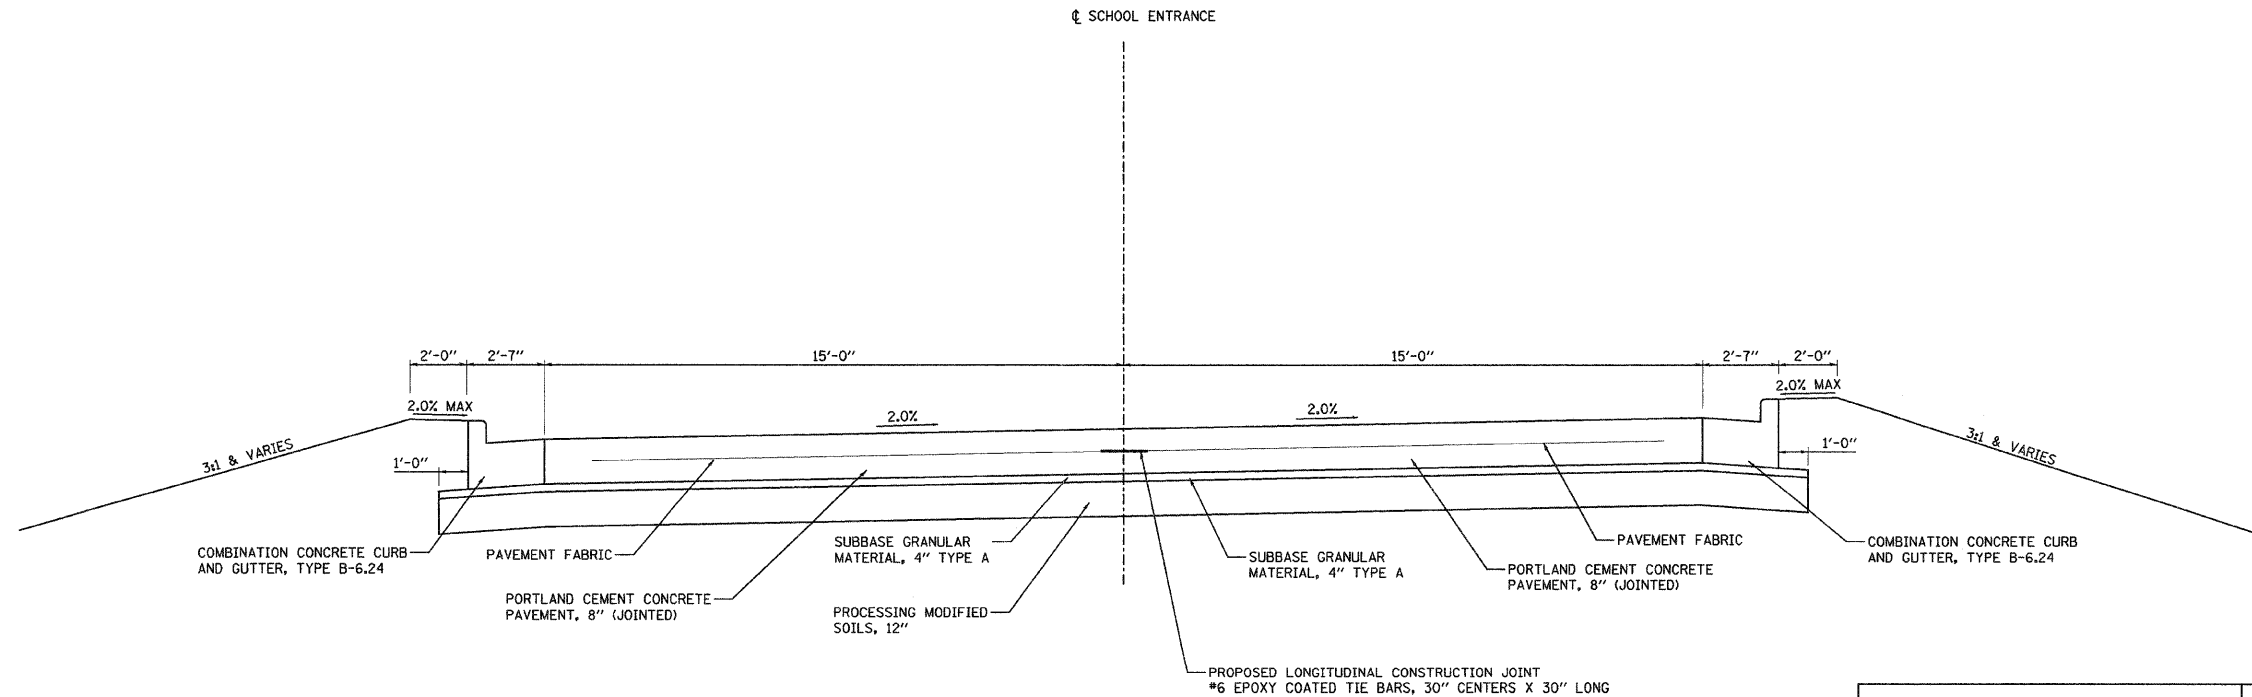 ℄ SCHOOL ENTRANCE
2'-0" 2'-7" 15'-0" 15'-0" 2'-7" 2'-0"
2.0% MAX
2.0%
2.0%
2.0% MAX
3:1 & VARIES
1'-0"
1'-0"
3:1 & VARIES
COMBINATION CONCRETE CURB
AND GUTTER, TYPE B-6.24
PAVEMENT FABRIC
SUBBASE GRANULAR
MATERIAL, 4" TYPE A
SUBBASE GRANULAR
MATERIAL, 4" TYPE A
PAVEMENT FABRIC
COMBINATION CONCRETE CURB
AND GUTTER, TYPE B-6.24
PORTLAND CEMENT CONCRETE
PAVEMENT, 8" (JOINTED)
PORTLAND CEMENT CONCRETE
PAVEMENT, 8" (JOINTED)
PROCESSING MODIFIED
SOILS, 12"
PROPOSED LONGITUDINAL CONSTRUCTION JOINT
#6 EPOXY COATED TIE BARS, 30" CENTERS X 30" LONG